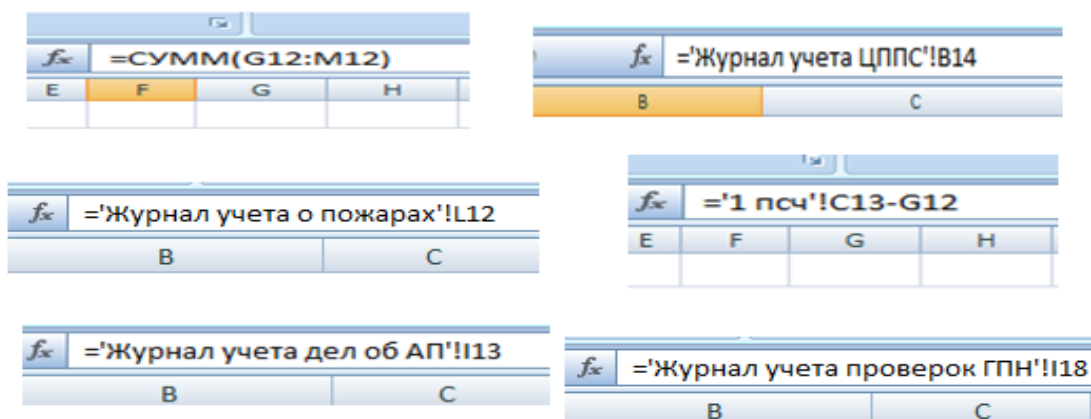 fx =СУММ(G12:M12)
E F G H
fx ='Журнал учета ЦППС'!B14
B C
fx ='Журнал учета о пожарах'!L12
B C
fx ='1 псч'!C13-G12
E F G H
fx ='Журнал учета дел об АП'!I13
B C
fx ='Журнал учета проверок ГПН'!I18
B C